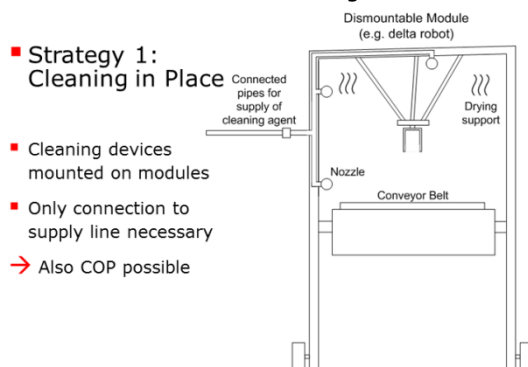 Strategy 1:
Cleaning in Place
Cleaning devices
mounted on modules
Only connection to
supply line necessary
→ Also COP possible
Dismountable Module
(e.g. delta robot)
Connected
pipes for
supply of
cleaning agent
Drying
support
Nozzle
Conveyor Belt